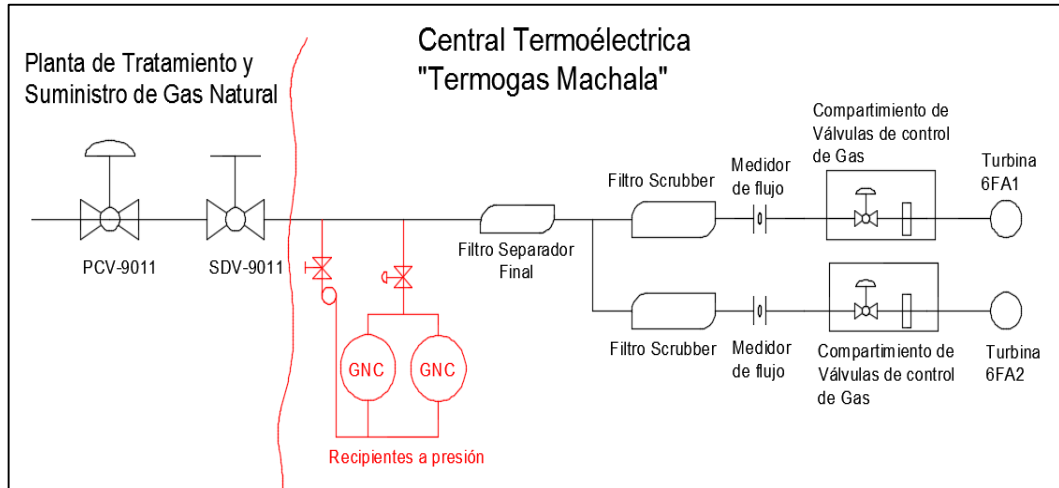 Planta de Tratamiento y
Suministro de Gas Natural
Central Termoélectrica
"Termogas Machala"
PCV-9011
SDV-9011
GNC
GNC
Recipientes a presión
Filtro Separador
Final
Filtro Scrubber
Medidor
de flujo
Compartimiento de
Válvulas de control
de Gas
Turbina
6FA1
Filtro Scrubber
Medidor
de flujo
Compartimiento de
Válvulas de control
de Gas
Turbina
6FA2